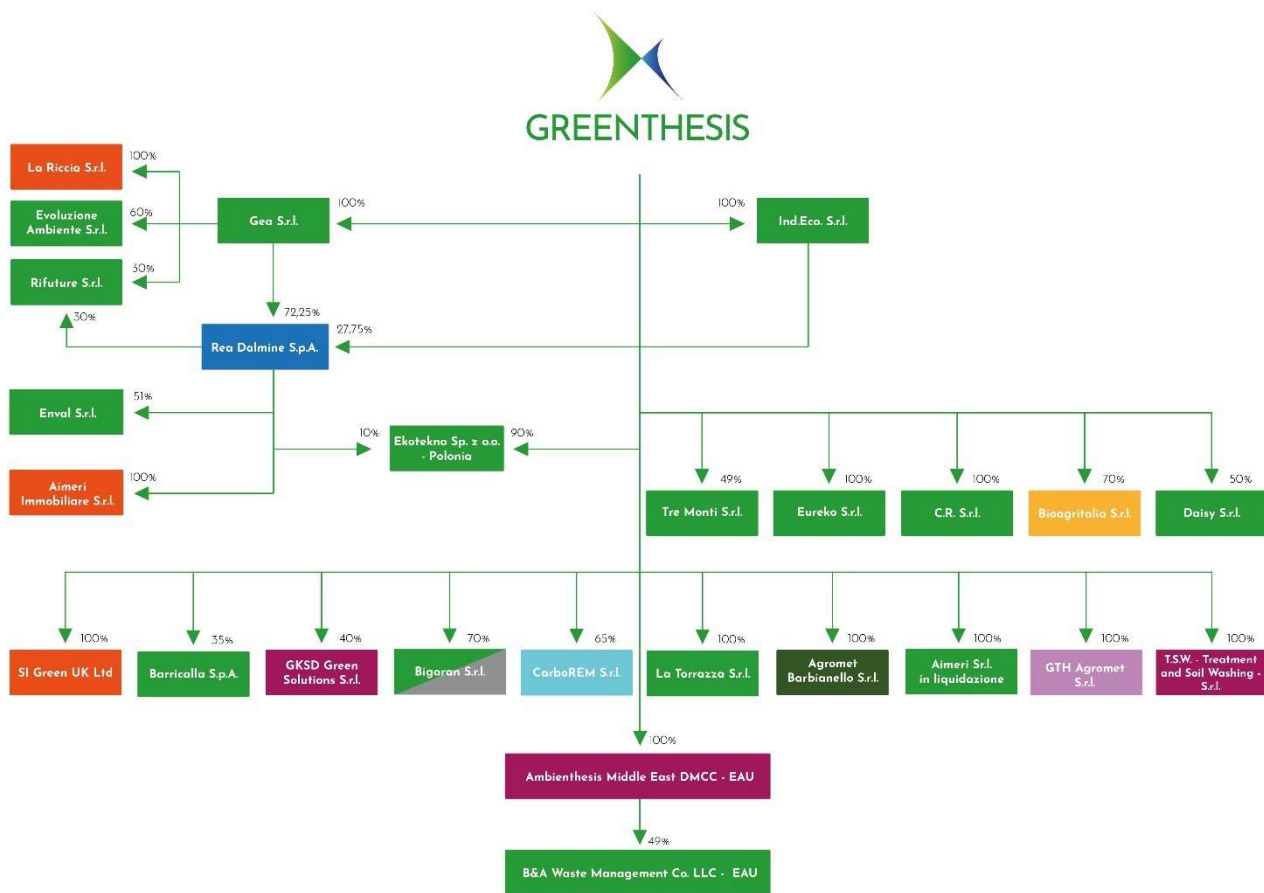 GREENTHESIS
La Riccia S.r.l.
100%
Evoluzione
Ambiente S.r.l.
60%
Gea S.r.l.
100%
100%
Ind.Eco. S.r.l.
Rifuture S.r.l.
30%
30%
72,25%
Rea Dalmine S.p.A.
27,75%
Enval S.r.l.
51%
Aimeri
Immobiliare S.r.l.
100%
10%
Ekotekno Sp. z o.o.
- Polonia
90%
49%
Tre Monti S.r.l.
100%
Eureko S.r.l.
100%
C.R. S.r.l.
70%
Bioagritalia S.r.l.
50%
Daisy S.r.l.
100%
SI Green UK Ltd
35%
Barricalla S.p.A.
40%
GKSD Green
Solutions S.r.l.
70%
Bigaran S.r.l.
65%
CarboREM S.r.l.
100%
La Torrazza S.r.l.
100%
Agromet
Barbianello S.r.l.
100%
Aimeri Srl.
in liquidazione
100%
GTH Agromet
S.r.l.
100%
T.S.W. - Treatment
and Soil Washing -
S.r.l.
100%
Ambienthesis Middle East DMCC - EAU
49%
B&A Waste Management Co. LLC - EAU